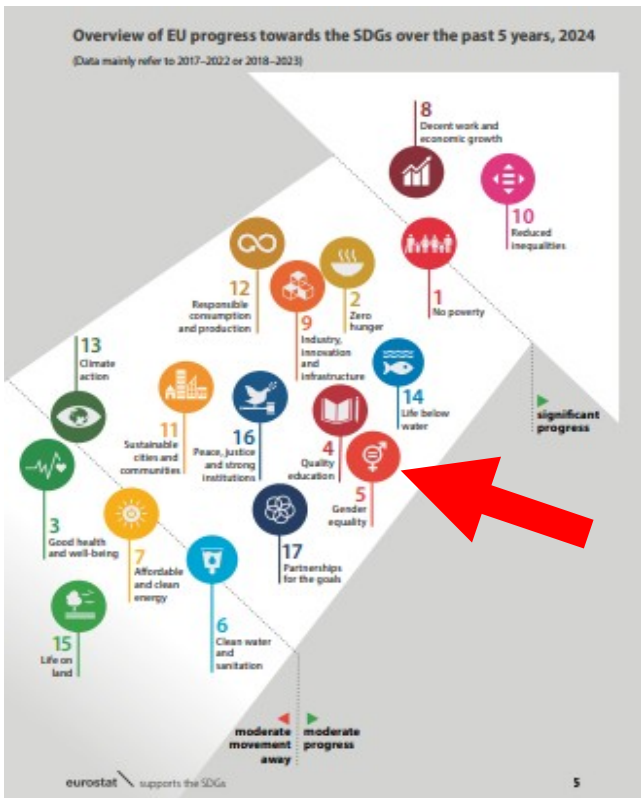 Overview of EU progress towards the SDGs over the past 5 years, 2024
(Data mainly refer to 2017–2022 or 2018–2023)
8
Decent work and
economic growth
10
Reduced
inequalities
1
No poverty
12
Responsible
consumption
and production
2
Zero
hunger
9
Industry,
innovation
and
infrastructure
13
Climate
action
14
Life below
water
11
Sustainable
cities and
communities
16
Peace, justice
and strong
institutions
4
Quality
education
5
Gender
equality
significant
progress
3
Good health
and well-being
7
Affordable
and clean
energy
17
Partnerships
for the goals
6
Clean water
and
sanitation
15
Life on
land
moderate
movement
away
moderate
progress
eurostat supports the SDGs
5